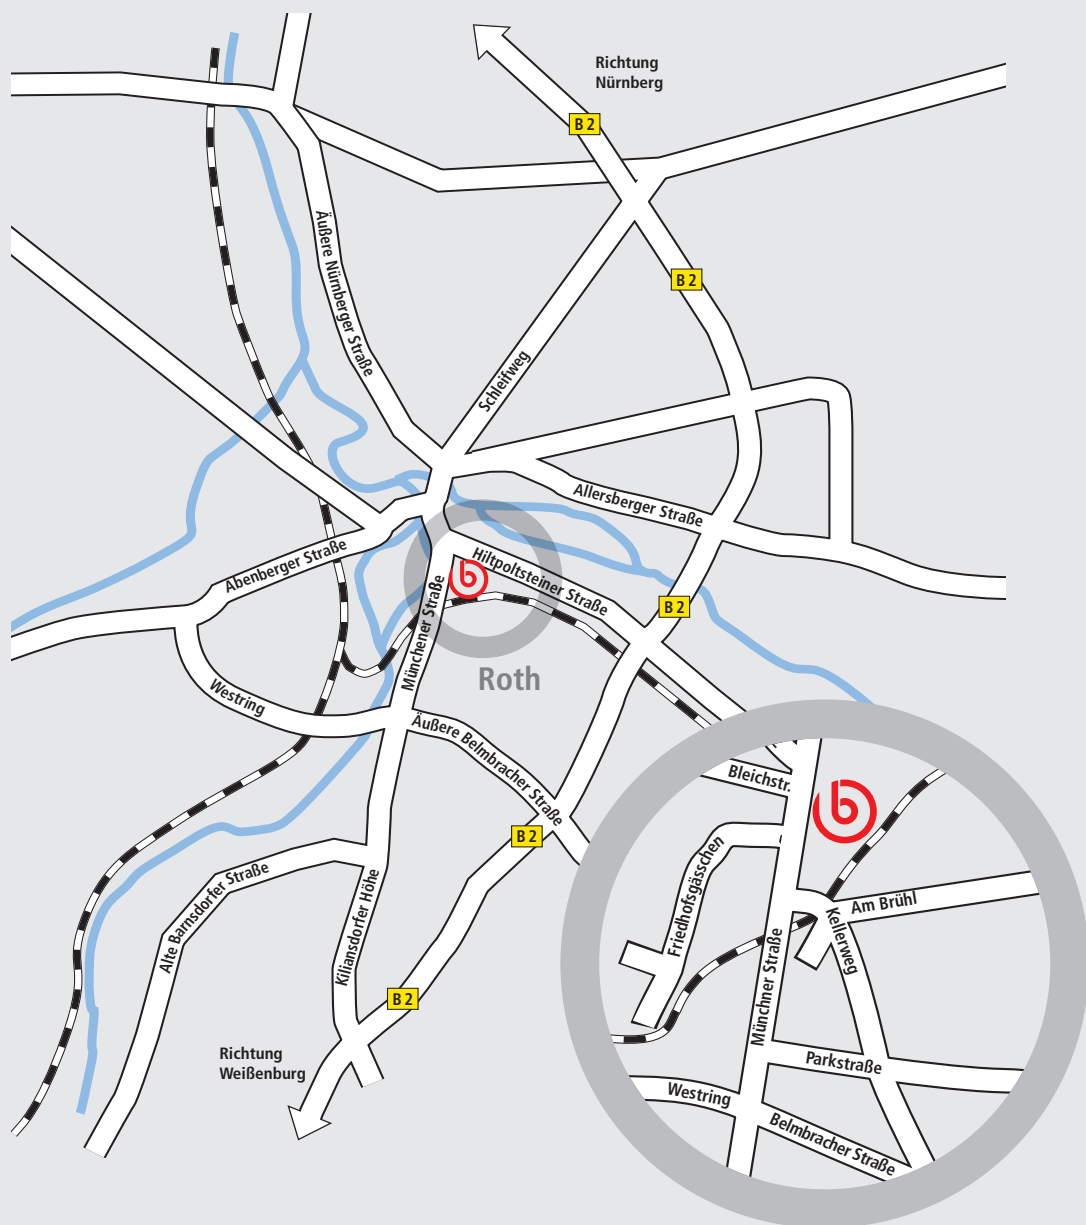 Richtung
Nürnberg
B 2
B 2
Äußere Nürnberger Straße
Schleifweg
Allersberger Straße
Abenberger Straße
Hiltpoltsteiner Straße
b
B 2
Münchener Straße
Roth
Westring
Äußere Belmbracher Straße
B 2
Alte Barnsdorfer Straße
Kiliansdorfer Höhe
B 2
Richtung
Weißenburg
Bleichstr.
b
Friedhofsgässchen
Am Brühl
Kellerweg
Münchner Straße
Parkstraße
Westring
Belmbracher Straße